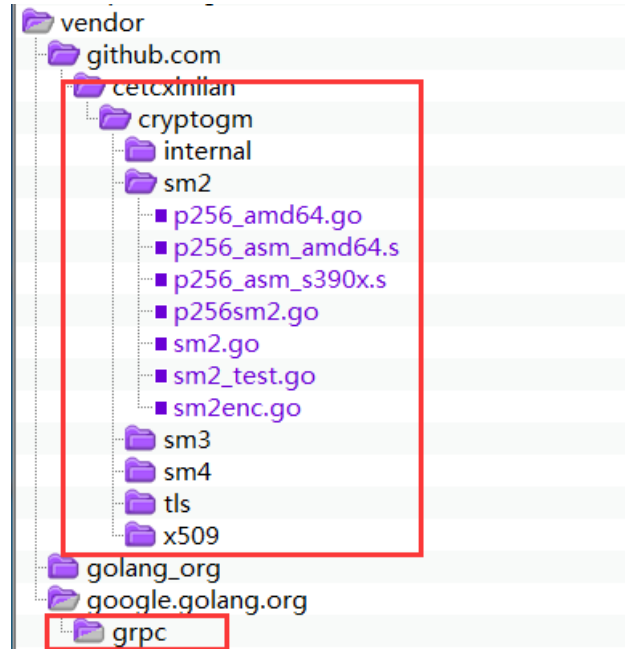 vendor
github.com
cetcxinlian
cryptogm
internal
sm2
p256_amd64.go
p256_asm_amd64.s
p256_asm_s390x.s
p256sm2.go
sm2.go
sm2_test.go
sm2enc.go
sm3
sm4
tls
x509
golang_org
google.golang.org
grpc